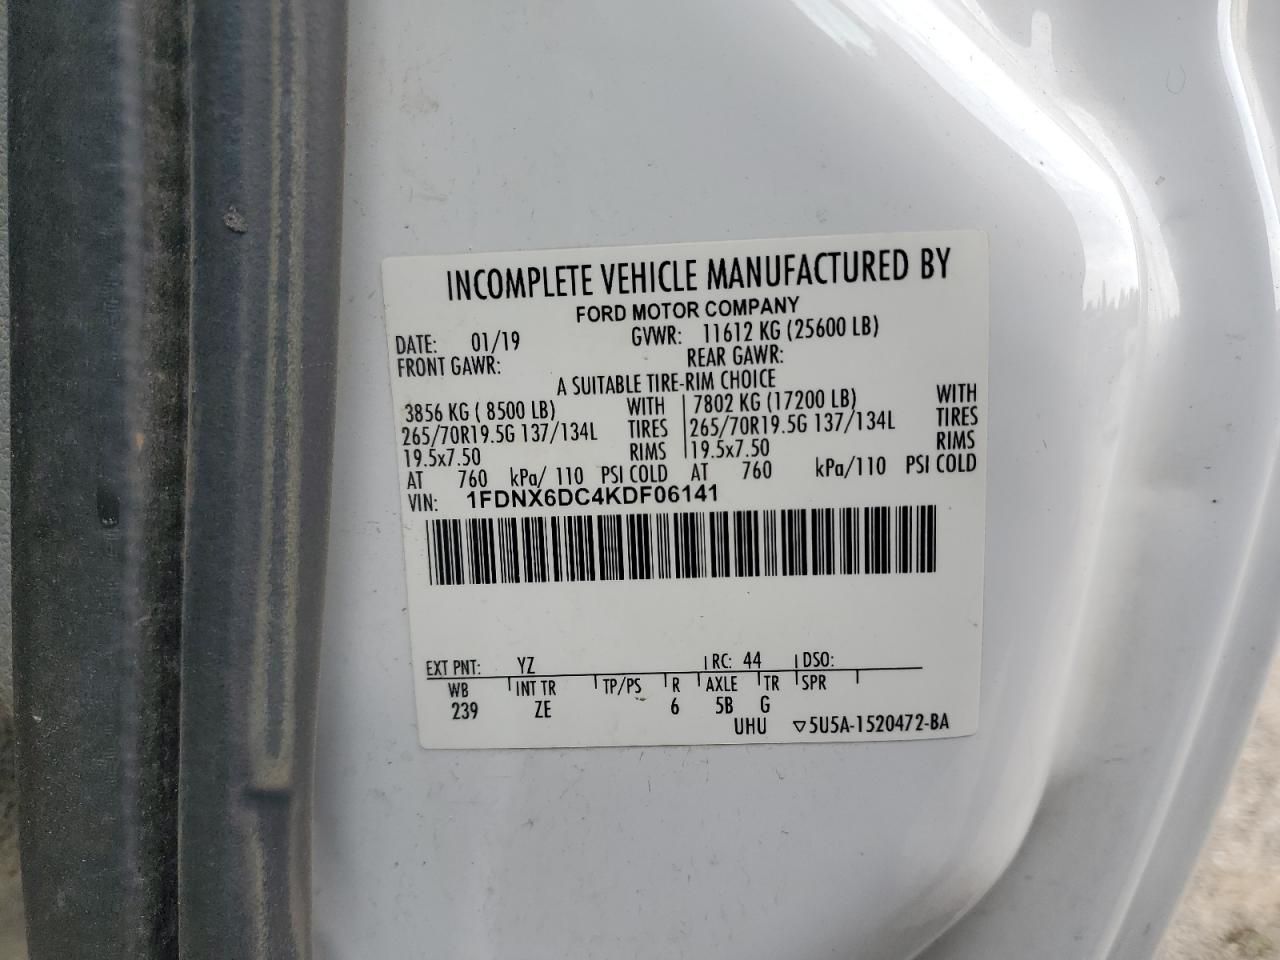 INCOMPLETE VEHICLE MANUFACTURED BY
FORD MOTOR COMPANY
DATE: 01/19 GVWR: 11612 KG (25600 LB)
FRONT GAWR: REAR GAWR:
A SUITABLE TIRE-RIM CHOICE
3856 KG ( 8500 LB) WITH 7802 KG (17200 LB) WITH
265/70R19.5G 137/134L TIRES 265/70R19.5G 137/134L TIRES
19.5x7.50 RIMS 19.5x7.50 RIMS
AT 760 kPa/ 110 PSI COLD AT 760 kPa/110 PSI COLD
VIN: 1FDNX6DC4KDF06141
EXT PNT: YZ RC: 44 DSO:
WB INT TR TP/PS R AXLE TR SPR
239 ZE 6 5B G
UHU ▽5U5A-1520472-BA